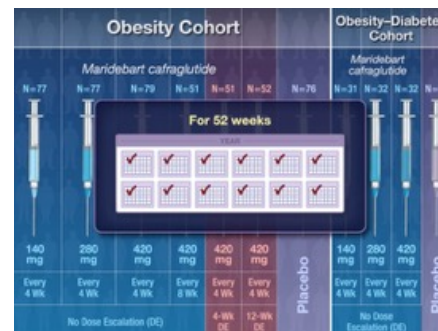 Obesity Cohort
Obesity–Diabete
Cohort
Maridebart cafraglutide
Maridebart
cafraglutide
N=77 N=77 N=79 N=51 N=51 N=52 N=76
N=31 N=32 N=32 N=
For 52 weeks
YEAR
140 mg
280 mg
420 mg
420 mg
420 mg
420 mg
Placebo
140 mg
280 mg
420 mg
Placebo
Every 4 Wk
Every 4 Wk
Every 4 Wk
Every 8 Wk
Every 4 Wk
Every 4 Wk
Every 4 Wk
Every 4 Wk
Every 4 Wk
No Dose Escalation (DE)
4-Wk DE
12-Wk DE
No Dose
Escalation (DE)